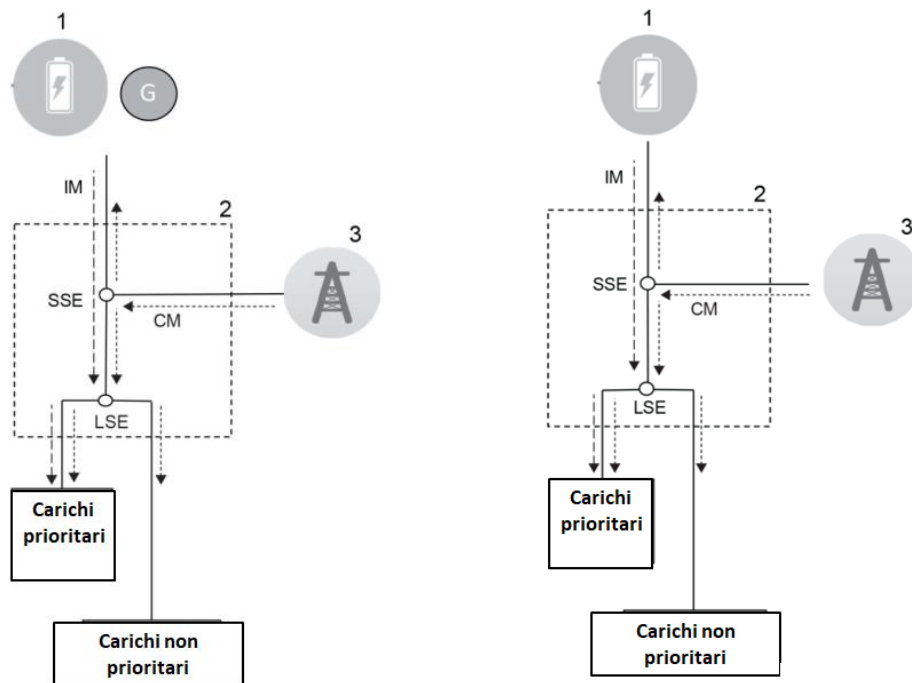 1
G
IM
2
3
SSE
CM
LSE
Carichi
prioritari
Carichi non
prioritari
1
IM
2
3
SSE
CM
LSE
Carichi
prioritari
Carichi non
prioritari